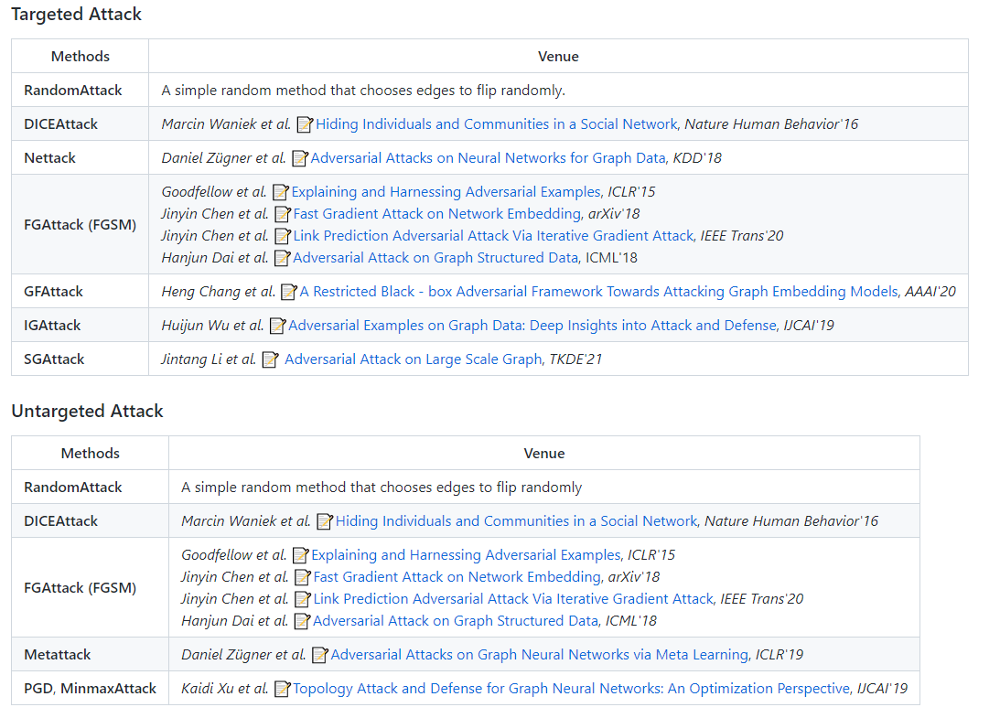 Targeted Attack
Methods Venue
RandomAttack A simple random method that chooses edges to flip randomly.
DICEAttack Marcin Waniek et al. 📝Hiding Individuals and Communities in a Social Network, Nature Human Behavior'16
Nettack Daniel Zügner et al. 📝Adversarial Attacks on Neural Networks for Graph Data, KDD'18
FGAttack (FGSM)
Goodfellow et al. 📝Explaining and Harnessing Adversarial Examples, ICLR'15
Jinyin Chen et al. 📝Fast Gradient Attack on Network Embedding, arXiv'18
Jinyin Chen et al. 📝Link Prediction Adversarial Attack Via Iterative Gradient Attack, IEEE Trans'20
Hanjun Dai et al. 📝Adversarial Attack on Graph Structured Data, ICML'18
GFAttack Heng Chang et al. 📝A Restricted Black - box Adversarial Framework Towards Attacking Graph Embedding Models, AAAI'20
IGAttack Huijun Wu et al. 📝Adversarial Examples on Graph Data: Deep Insights into Attack and Defense, IJCAI'19
SGAttack Jintang Li et al. 📝 Adversarial Attack on Large Scale Graph, TKDE'21
Untargeted Attack
Methods Venue
RandomAttack A simple random method that chooses edges to flip randomly
DICEAttack Marcin Waniek et al. 📝Hiding Individuals and Communities in a Social Network, Nature Human Behavior'16
FGAttack (FGSM)
Goodfellow et al. 📝Explaining and Harnessing Adversarial Examples, ICLR'15
Jinyin Chen et al. 📝Fast Gradient Attack on Network Embedding, arXiv'18
Jinyin Chen et al. 📝Link Prediction Adversarial Attack Via Iterative Gradient Attack, IEEE Trans'20
Hanjun Dai et al. 📝Adversarial Attack on Graph Structured Data, ICML'18
Metattack Daniel Zügner et al. 📝Adversarial Attacks on Graph Neural Networks via Meta Learning, ICLR'19
PGD, MinmaxAttack Kaidi Xu et al. 📝Topology Attack and Defense for Graph Neural Networks: An Optimization Perspective, IJCAI'19